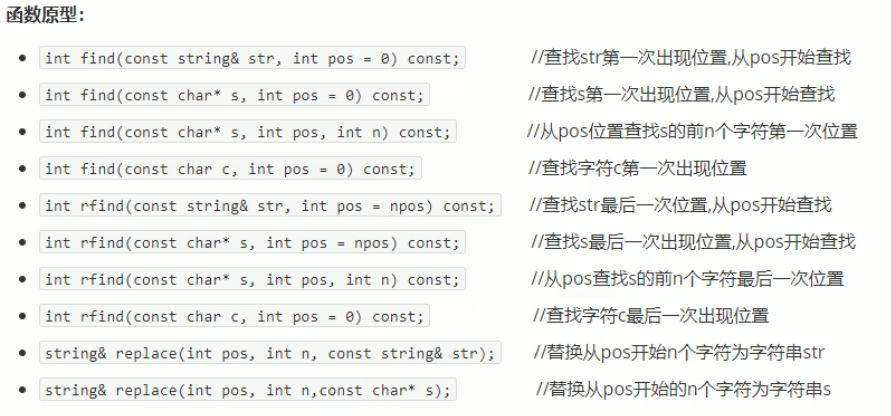 函数原型：
int find(const string& str, int pos = 0) const; //查找str第一次出现位置,从pos开始查找
int find(const char* s, int pos = 0) const; //查找s第一次出现位置,从pos开始查找
int find(const char* s, int pos, int n) const; //从pos位置查找s的前n个字符第一次位置
int find(const char c, int pos = 0) const; //查找字符c第一次出现位置
int rfind(const string& str, int pos = npos) const; //查找str最后一次位置,从pos开始查找
int rfind(const char* s, int pos = npos) const; //查找s最后一次出现位置,从pos开始查找
int rfind(const char* s, int pos, int n) const; //从pos查找s的前n个字符最后一次位置
int rfind(const char c, int pos = 0) const; //查找字符c最后一次出现位置
string& replace(int pos, int n, const string& str); //替换从pos开始n个字符为字符串str
string& replace(int pos, int n,const char* s); //替换从pos开始的n个字符为字符串s